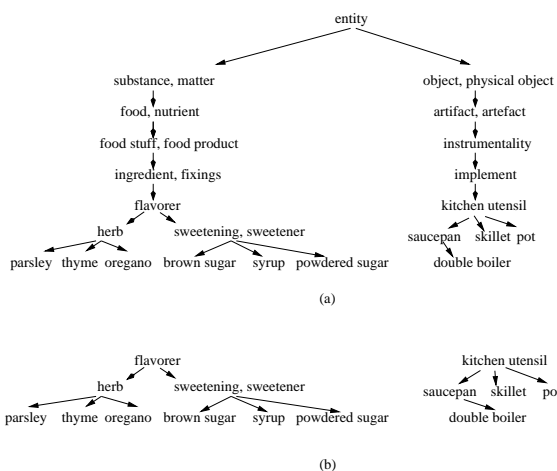 entity
substance, matter object, physical object
food, nutrient artifact, artefact
food stuff, food product instrumentality
ingredient, fixings implement
flavorer kitchen utensil
herb sweetening, sweetener saucepan skillet pot
parsley thyme oregano brown sugar syrup powdered sugar double boiler
(a)
flavorer kitchen utensil
herb sweetening, sweetener saucepan skillet po
parsley thyme oregano brown sugar syrup powdered sugar double boiler
(b)